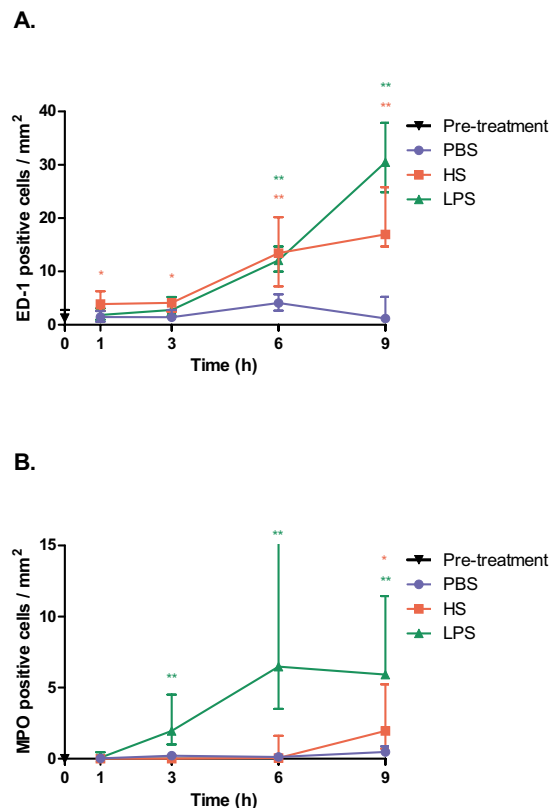 A.
** 
**
** 
**
* *
40
30
20
10
0
ED-1 positive cells / mm2
0 1 3 6 9
Time (h)
Pre-treatment
PBS
HS
LPS
B.
**
*
**
**
15
10
5
0
MPO positive cells / mm2
0 1 3 6 9
Time (h)
Pre-treatment
PBS
HS
LPS